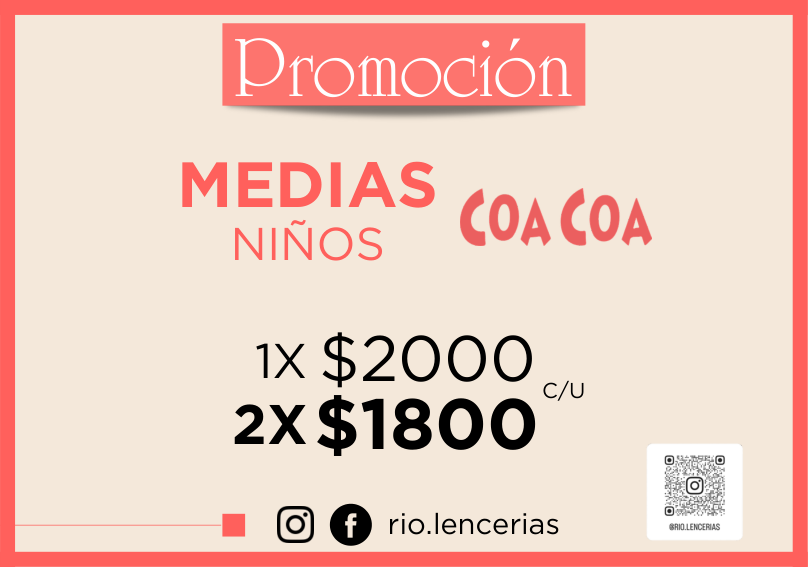 Promoción
MEDIAS
NIÑOS
COA COA
1X $2000
2X $1800
C/U
rio.lencerias
@RIO.LENCERIAS